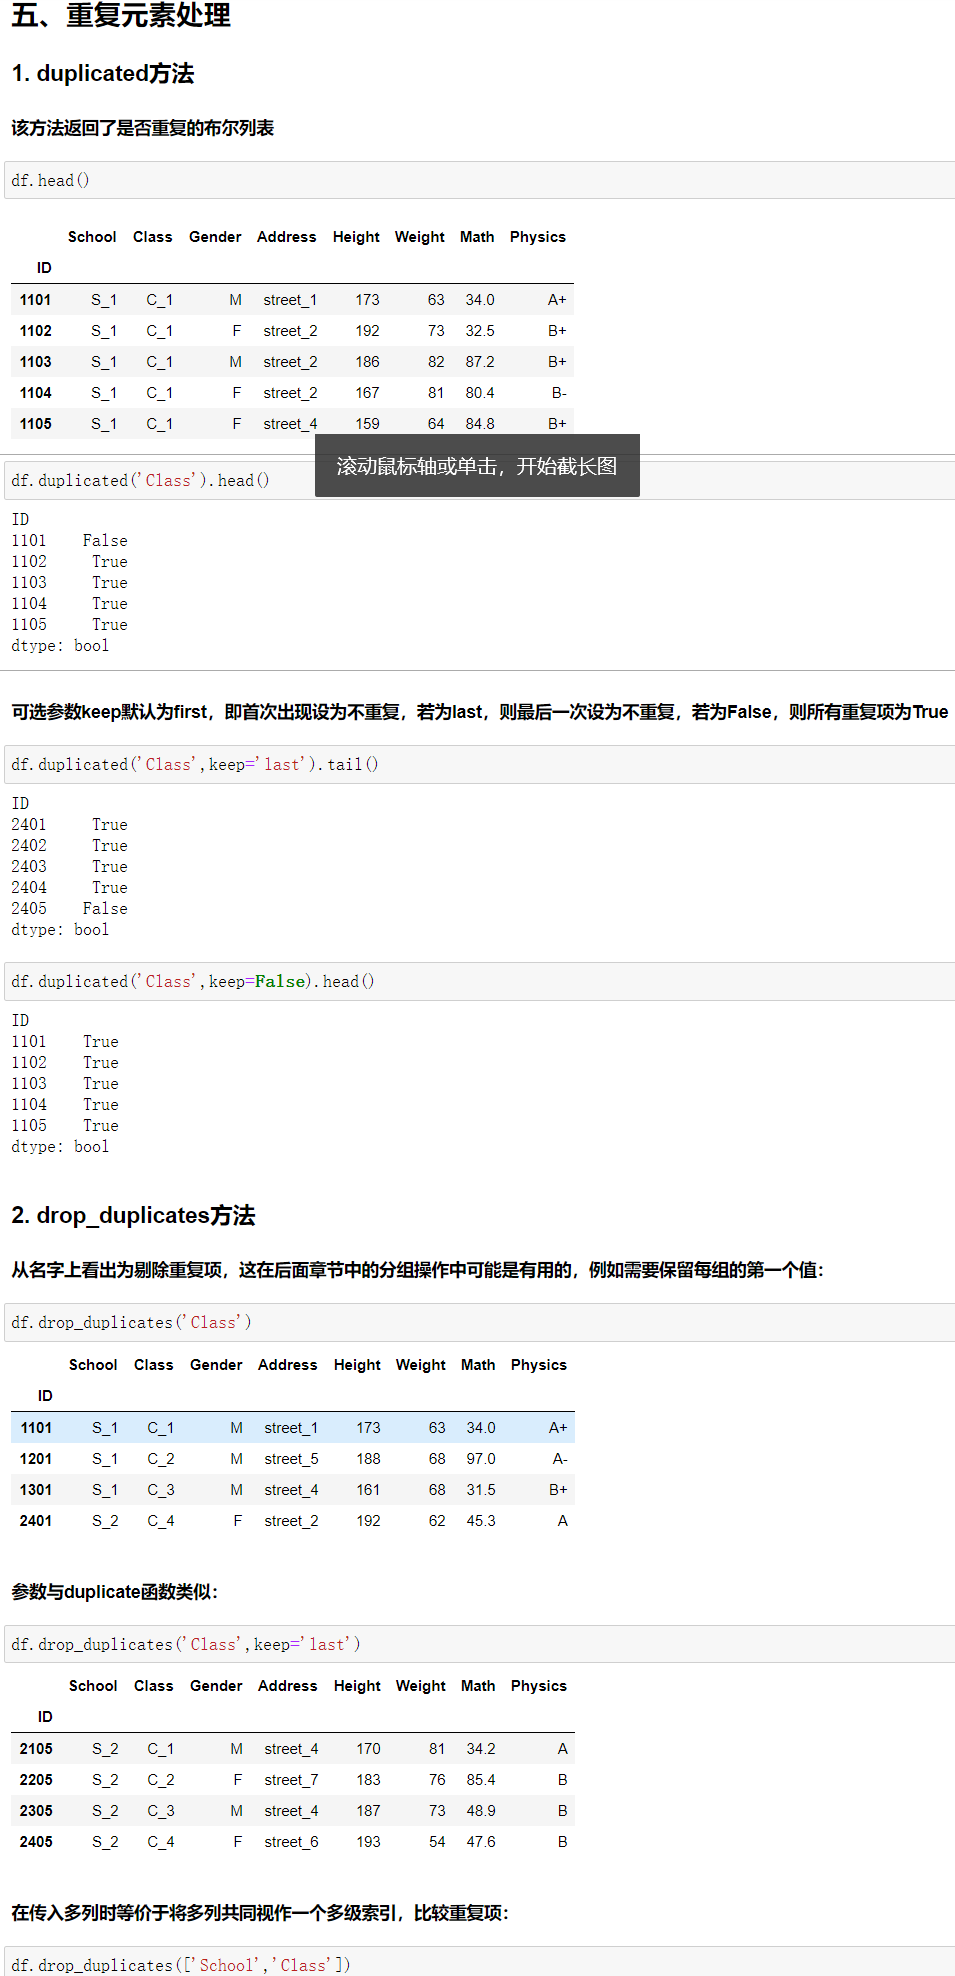 五、重复元素处理
1. duplicated方法
该方法返回了是否重复的布尔列表
df.head()
School Class Gender Address Height Weight Math Physics
ID
1101 S_1 C_1 M street_1 173 63 34.0 A+
1102 S_1 C_1 F street_2 192 73 32.5 B+
1103 S_1 C_1 M street_2 186 82 87.2 B+
1104 S_1 C_1 F street_2 167 81 80.4 B-
1105 S_1 C_1 F street_4 159 64 84.8 B+
滚动鼠标轴或单击，开始截长图
df.duplicated('Class').head()
ID
1101 False
1102 True
1103 True
1104 True
1105 True
dtype: bool
可选参数keep默认为first，即首次出现设为不重复，若为last，则最后一次设为不重复，若为False，则所有重复项为True
df.duplicated('Class',keep='last').tail()
ID
2401 True
2402 True
2403 True
2404 True
2405 False
dtype: bool
df.duplicated('Class',keep=False).head()
ID
1101 True
1102 True
1103 True
1104 True
1105 True
dtype: bool
2. drop_duplicates方法
从名字上看出为剔除重复项，这在后面章节中的分组操作中可能是有用的，例如需要保留每组的第一个值：
df.drop_duplicates('Class')
School Class Gender Address Height Weight Math Physics
ID
1101 S_1 C_1 M street_1 173 63 34.0 A+
1201 S_1 C_2 M street_5 188 68 97.0 A-
1301 S_1 C_3 M street_4 161 68 31.5 B+
2401 S_2 C_4 F street_2 192 62 45.3 A
参数与duplicate函数类似：
df.drop_duplicates('Class',keep='last')
School Class Gender Address Height Weight Math Physics
ID
2105 S_2 C_1 M street_4 170 81 34.2 A
2205 S_2 C_2 F street_7 183 76 85.4 B
2305 S_2 C_3 M street_4 187 73 48.9 B
2405 S_2 C_4 F street_6 193 54 47.6 B
在传入多列时等价于将多列共同视作一个多级索引，比较重复项：
df.drop_duplicates(['School','Class'])